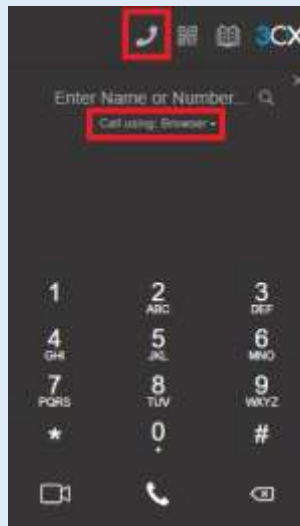 3CX
Enter Name or Number...
Call using: Browser
1 2 3
ABC DEF
4 5 6
GHI JKL MNO
7 8 9
PQRS TUV WXYZ
* 0 #
+